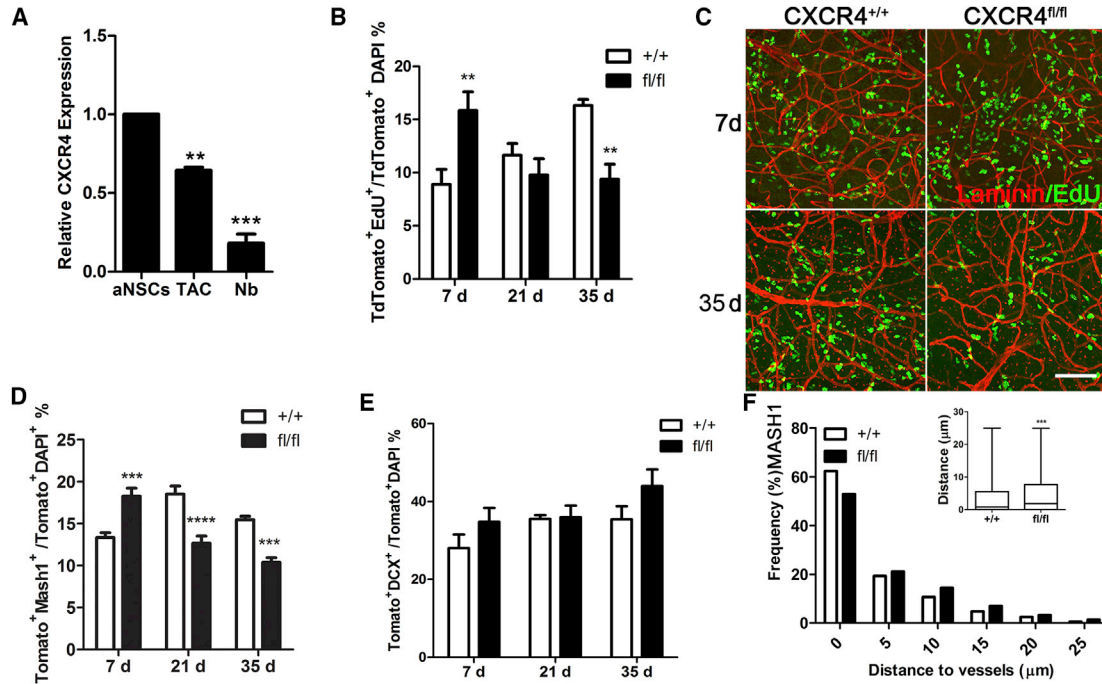 A
Relative CXCR4 Expression
1.5
1.0
0.5
0.0
**
***
aNSCs TAC Nb
B
+/+
fl/fl
TdTomato⁺EdU⁺/TdTomato⁺ DAPI %
20
15
10
5
0
**
**
7 d 21 d 35 d
C
CXCR4⁺/⁺ CXCR4ᶠˡ/ᶠˡ
7d
35d
Laminin/EdU
D
+/+
fl/fl
Tomato⁺Mash1⁺ /Tomato⁺DAPI⁺ %
25
20
15
10
5
0
***
****
***
7 d 21 d 35 d
E
+/+
fl/fl
Tomato⁺DCX⁺ /Tomato⁺DAPI %
60
40
20
0
7 d 21 d 35 d
F
+/+
fl/fl
Frequency (%)MASH1
80
60
40
20
0
0 5 10 15 20 25
Distance to vessels (μm)
Distance (μm)
30
20
10
0
***
+/+ fl/fl